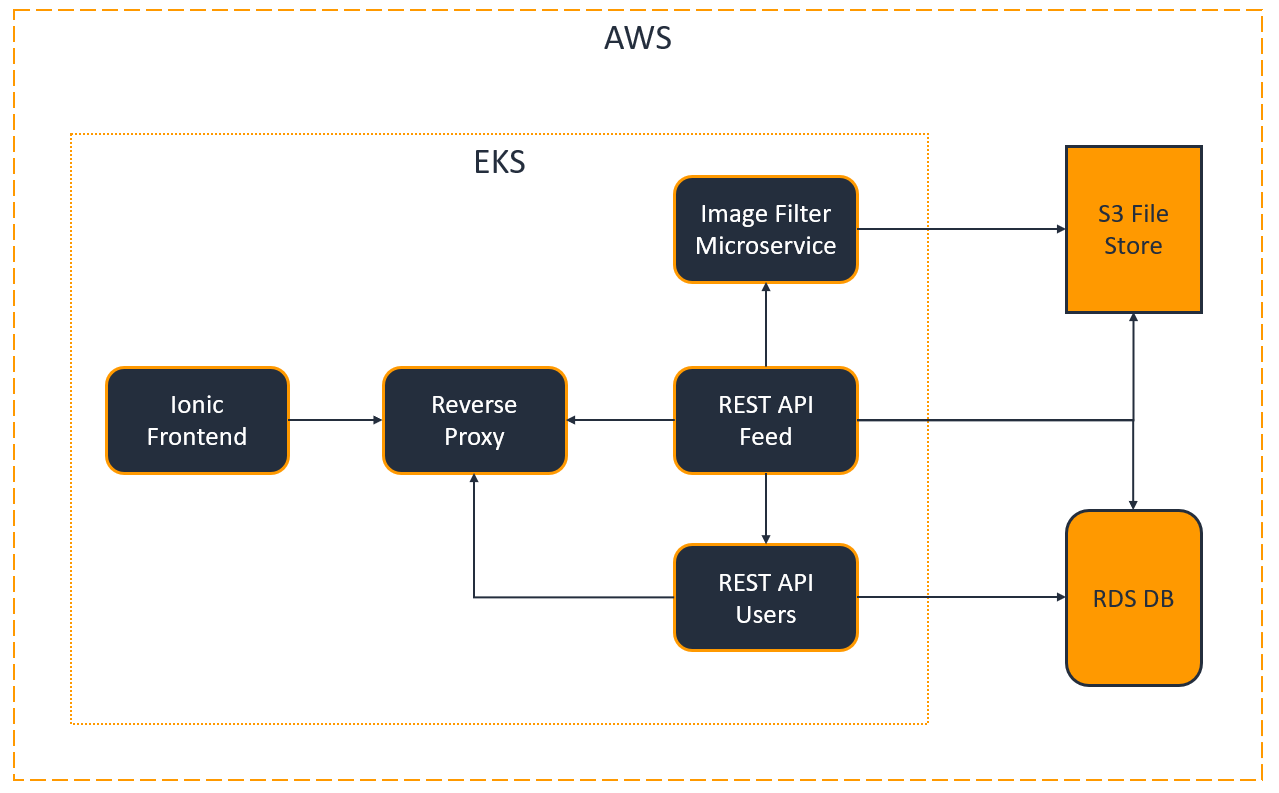 AWS
EKS
Image Filter
Microservice
S3 File
Store
Ionic
Frontend
Reverse
Proxy
REST API
Feed
REST API
Users
RDS DB